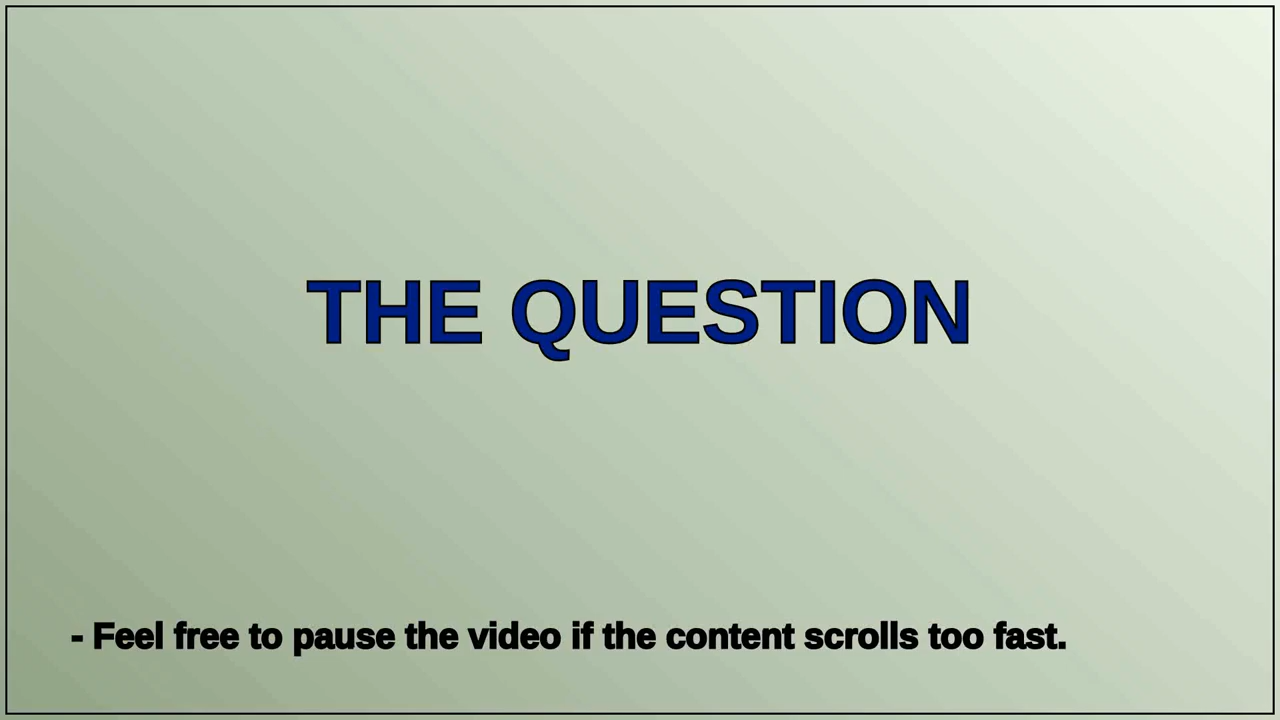 THE QUESTION
- Feel free to pause the video if the content scrolls too fast.